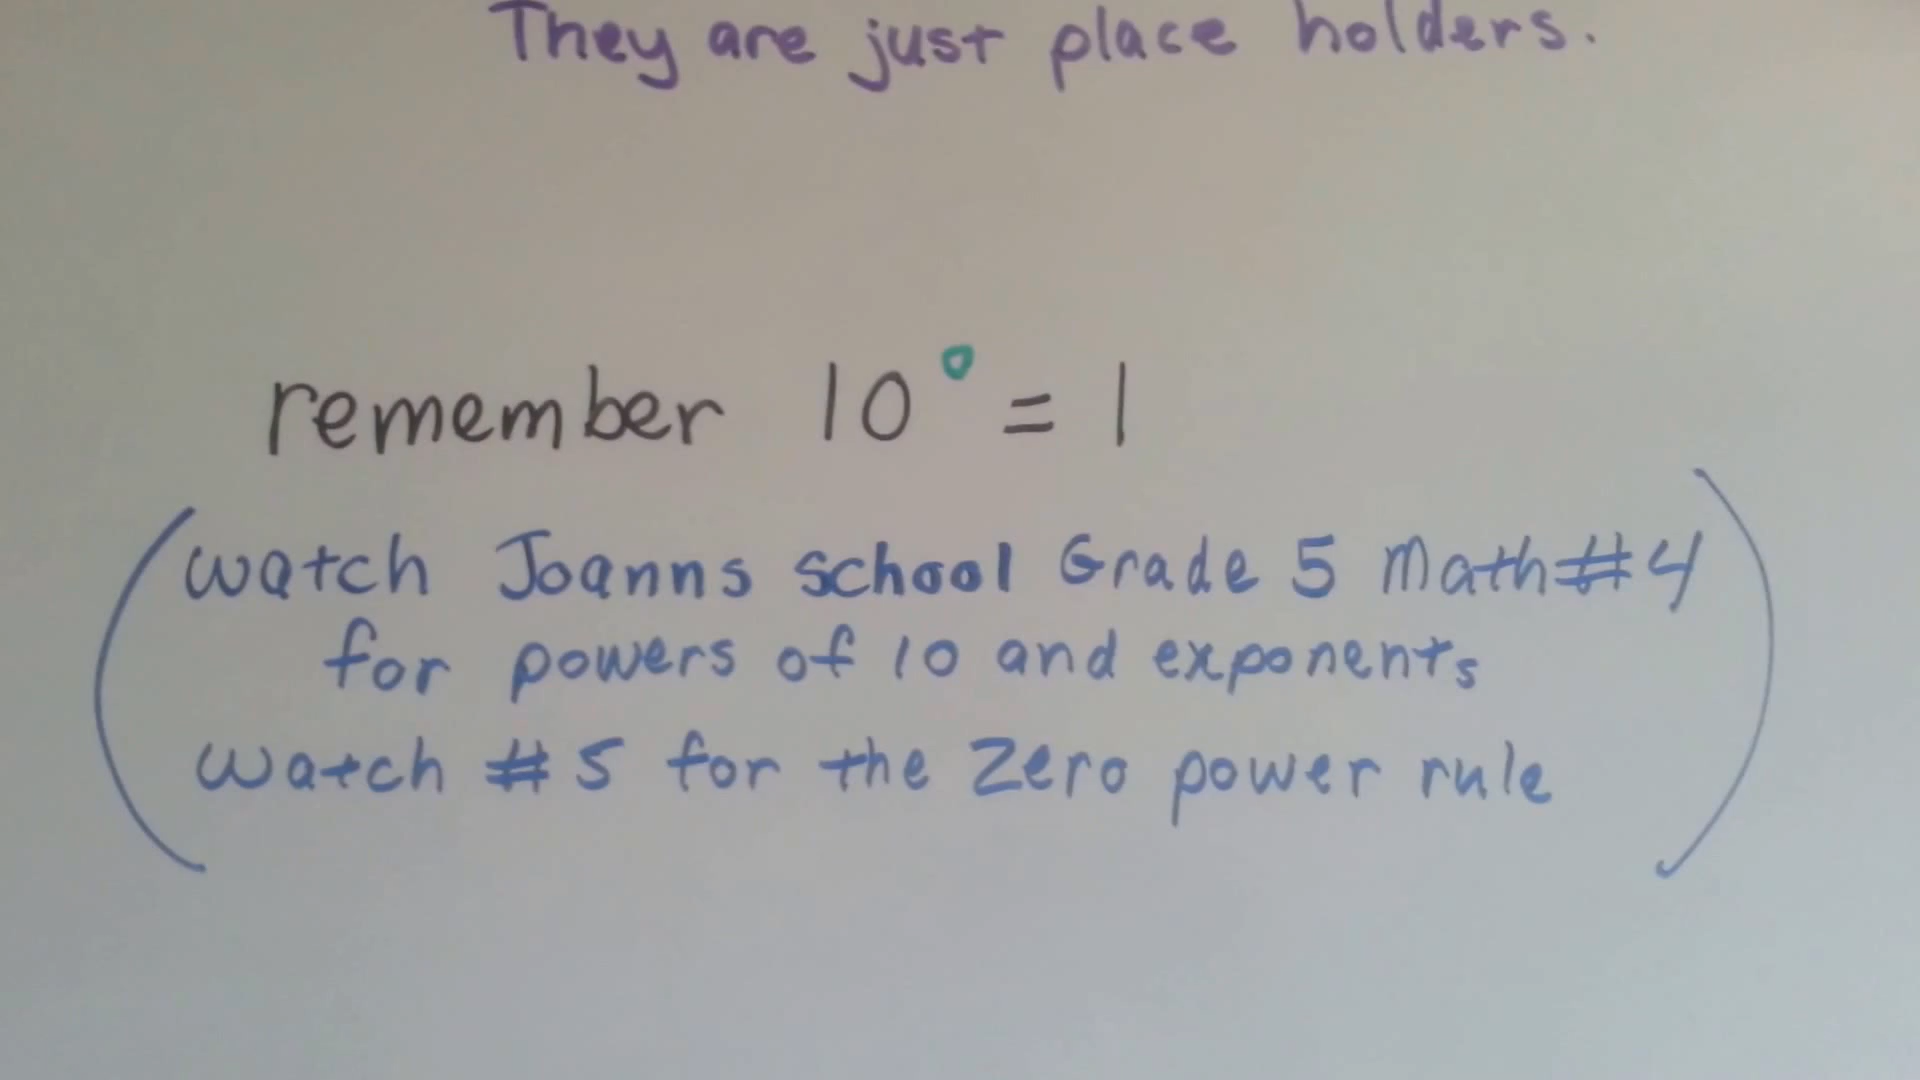 They are just place holders.
remember 10⁰ = 1
(watch Joanns school Grade 5 Math #4
for powers of 10 and exponents
watch #5 for the zero power rule)